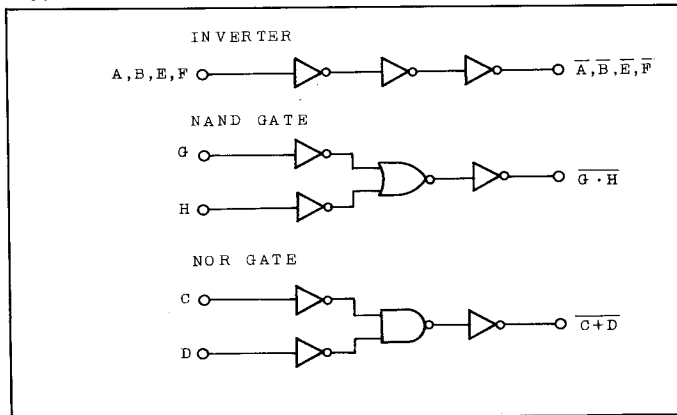 INVERTER
A,B,E,F A̅,B̅,E̅,F̅
NAND GATE
G
G̅ ̅·̅ ̅H̅
H
NOR GATE
C
C̅+̅D̅
D